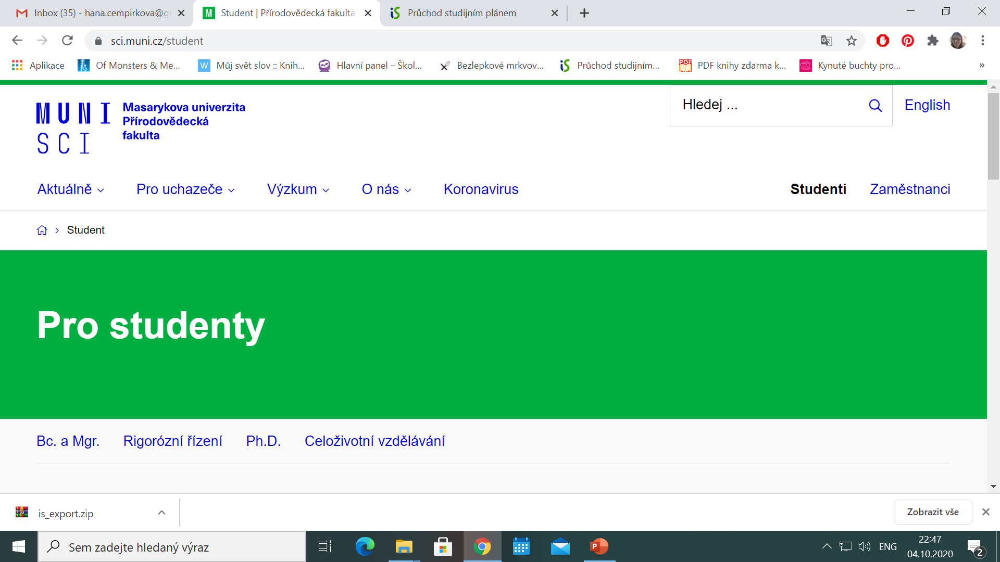 Inbox (35) - hana.cempirkova@g
Student | Přírodovědecká fakulta
Průchod studijním plánem
sci.muni.cz/student
Aplikace
Of Monsters & Me...
Můj svět slov :: Knih...
Hlavní panel – Škol...
Bezlepkové mrkvov...
Průchod studijním...
PDF knihy zdarma k...
Kynuté buchty pro...
»
MUNI
SCI
Masarykova univerzita
Přírodovědecká
fakulta
Hledej ...
English
Aktuálně
Pro uchazeče
Výzkum
O nás
Koronavirus
Studenti
Zaměstnanci
Student
Pro studenty
Bc. a Mgr.
Rigorózní řízení
Ph.D.
Celoživotní vzdělávání
is_export.zip
Zobrazit vše
Sem zadejte hledaný výraz
ENG
22:47
04.10.2020
2